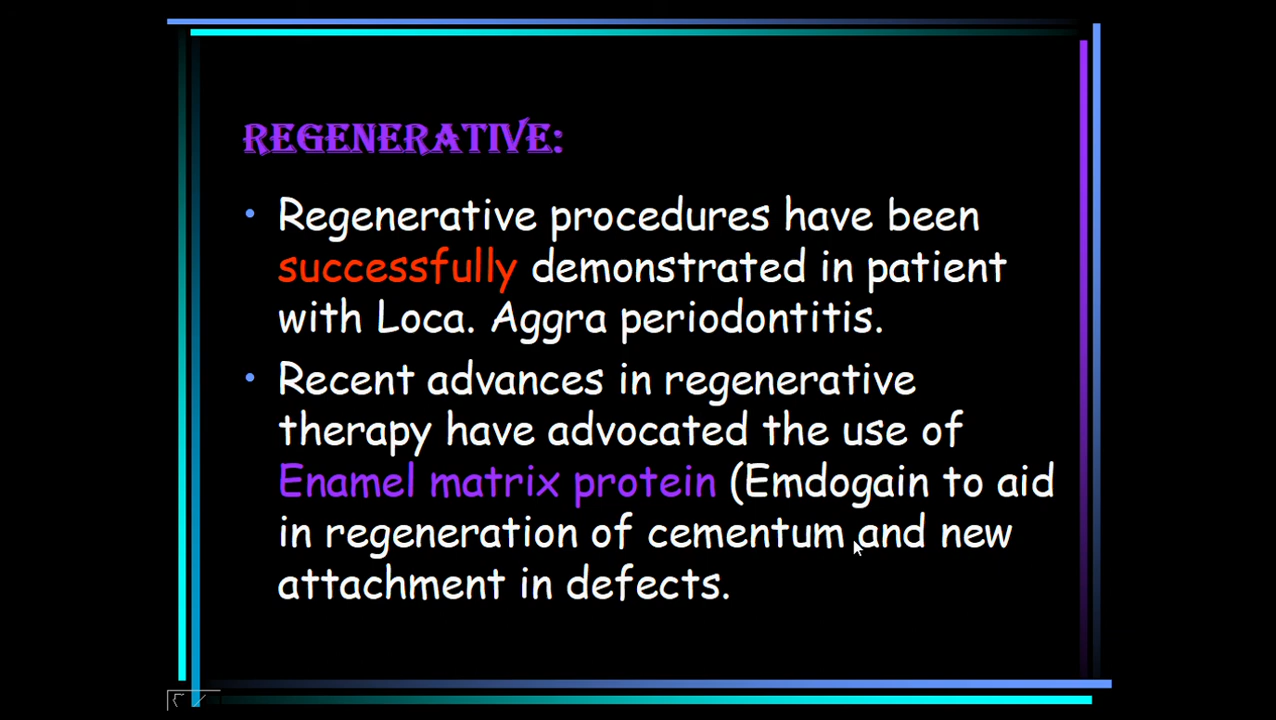 REGENERATIVE:
• Regenerative procedures have been
successfully demonstrated in patient
with Loca. Aggra periodontitis.
• Recent advances in regenerative
therapy have advocated the use of
Enamel matrix protein (Emdogain to aid
in regeneration of cementum and new
attachment in defects.